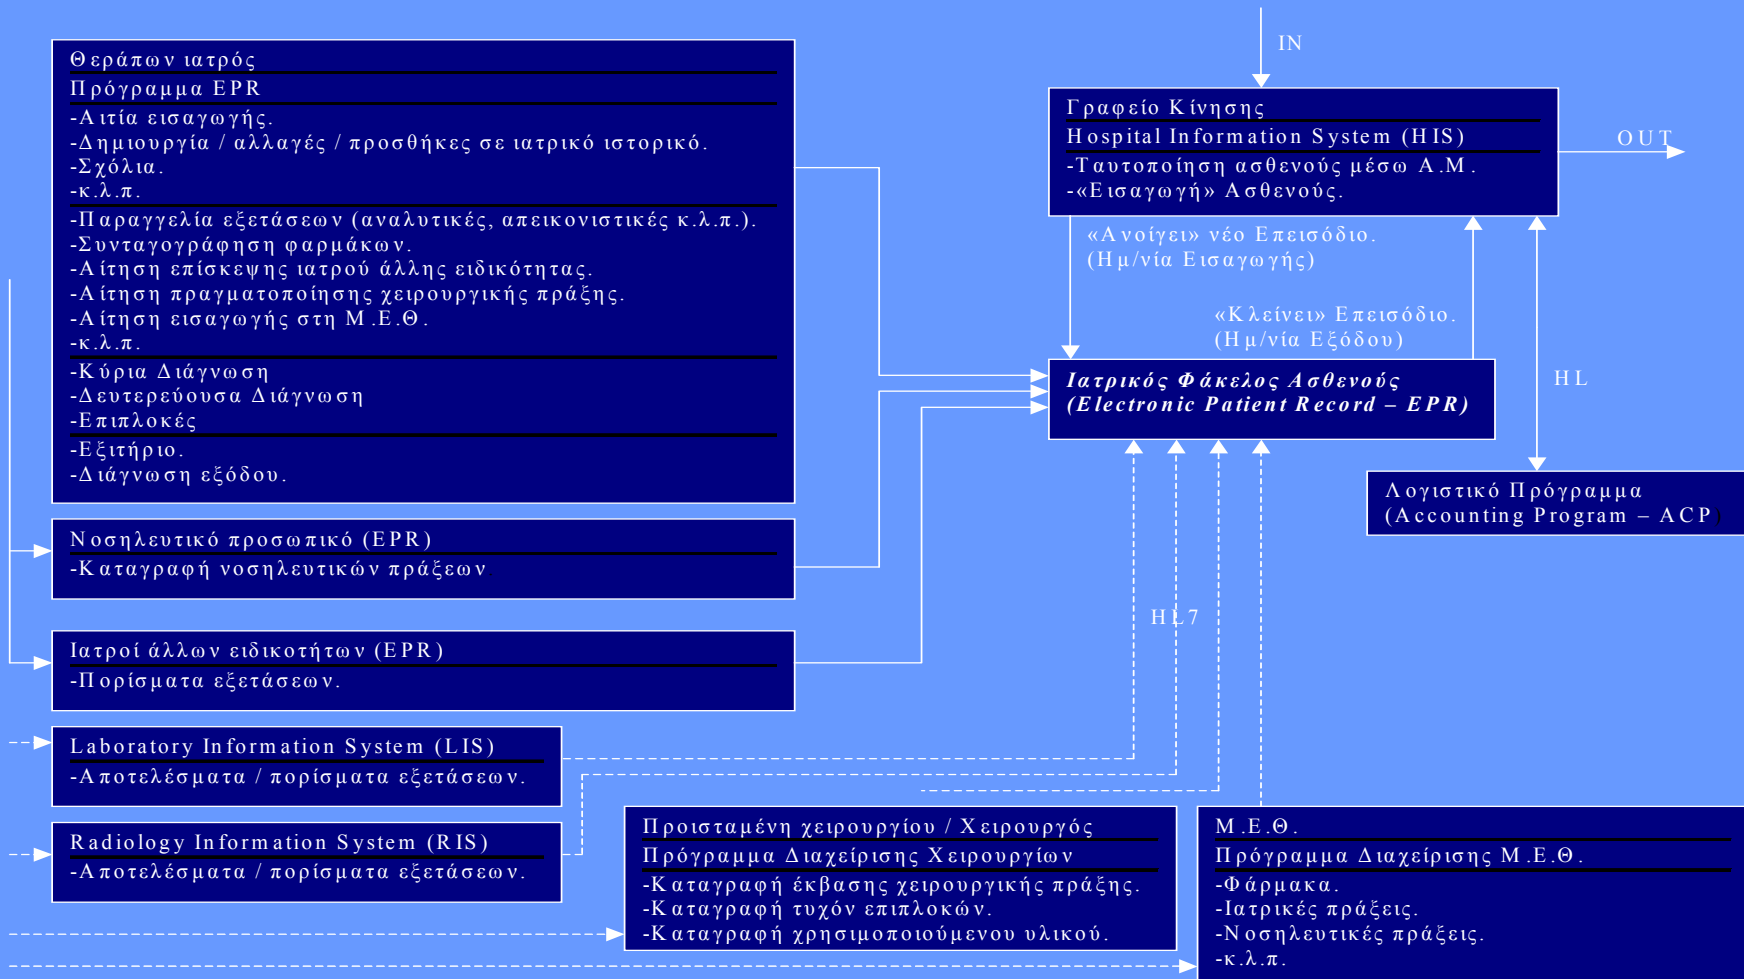 Θεράπων ιατρός
Πρόγραμμα EPR
-Αιτία εισαγωγής.
-Δημιουργία / αλλαγές / προσθήκες σε ιατρικό ιστορικό.
-Σχόλια.
-κ.λ.π.
-Παραγγελία εξετάσεων (αναλυτικές, απεικονιστικές κ.λ.π.).
-Συνταγογράφηση φαρμάκων.
-Αίτηση επίσκεψης ιατρού άλλης ειδικότητας.
-Αίτηση πραγματοποίησης χειρουργικής πράξης.
-Αίτηση εισαγωγής στη Μ.Ε.Θ.
-κ.λ.π.
-Κύρια Διάγνωση
-Δευτερεύουσα Διάγνωση
-Επιπλοκές
-Εξιτήριο.
-Διάγνωση εξόδου.
Νοσηλευτικό προσωπικό (EPR)
-Καταγραφή νοσηλευτικών πράξεων
Ιατροί άλλων ειδικοτήτων (EPR)
-Πορίσματα εξετάσεων.
Laboratory Information System (LIS)
-Αποτελέσματα / πορίσματα εξετάσεων.
Radiology Information System (RIS)
-Αποτελέσματα / πορίσματα εξετάσεων.
IN
Γραφείο Κίνησης
Hospital Information System (HIS)
-Ταυτοποίηση ασθενούς μέσω Α.Μ.
-«Εισαγωγή» Ασθενούς.
OUT
«Ανοίγει» νέο Επεισόδιο.
(Ημ/νία Εισαγωγής)
«Κλείνει» Επεισόδιο.
(Ημ/νία Εξόδου)
HL
Ιατρικός Φάκελος Ασθενούς
(Electronic Patient Record – EPR)
Λογιστικό Πρόγραμμα
(Accounting Program – ACP)
HL7
Προισταμένη χειρουργίου / Χειρουργός
Πρόγραμμα Διαχείρισης Χειρουργίων
-Καταγραφή έκβασης χειρουργικής πράξης.
-Καταγραφή τυχόν επιπλοκών.
-Καταγραφή χρησιμοποιούμενου υλικού.
Μ.Ε.Θ.
Πρόγραμμα Διαχείρισης Μ.Ε.Θ.
-Φάρμακα.
-Ιατρικές πράξεις.
-Νοσηλευτικές πράξεις.
-κ.λ.π.